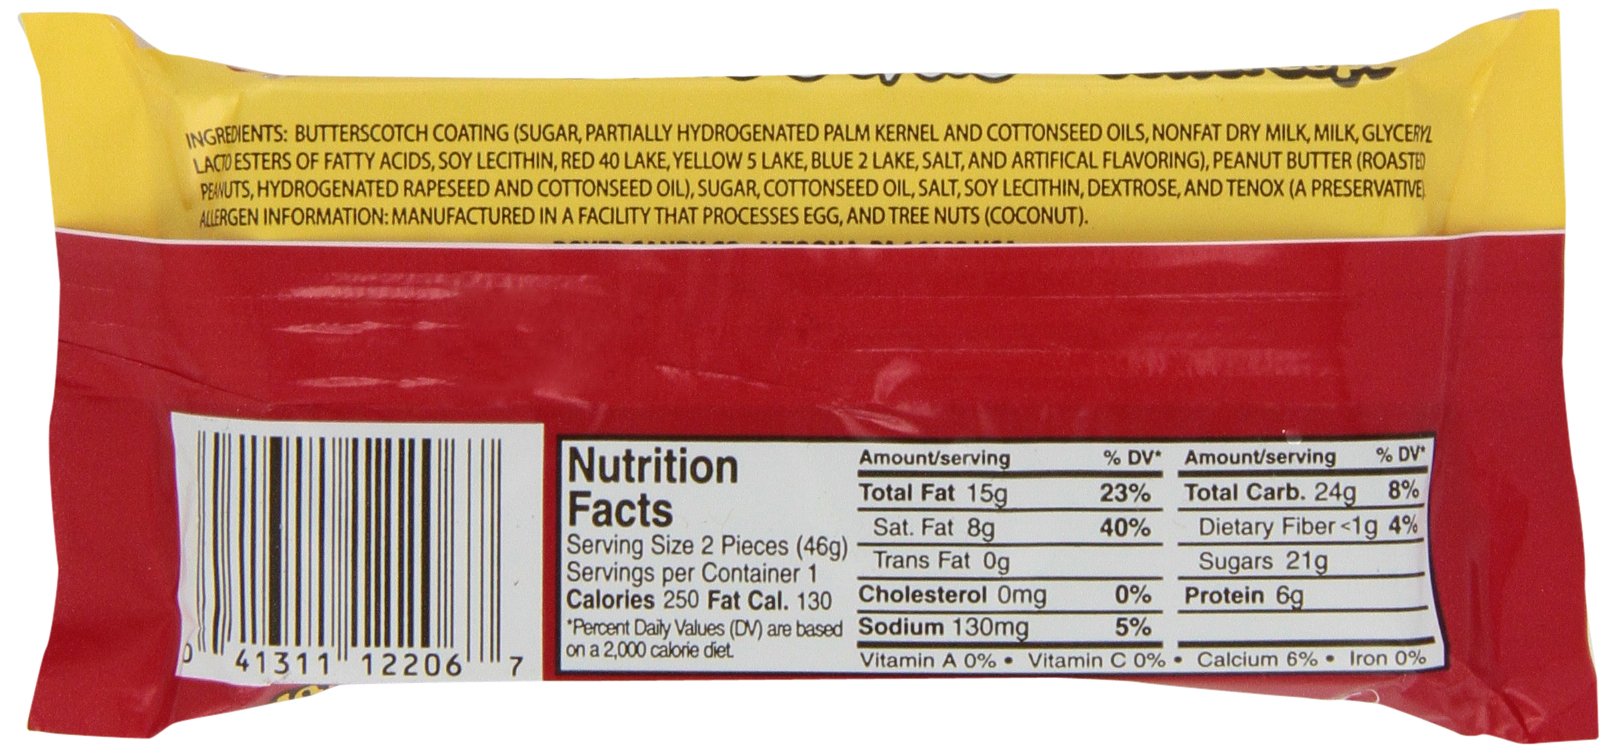 INGREDIENTS: BUTTERSCOTCH COATING (SUGAR, PARTIALLY HYDROGENATED PALM KERNEL AND COTTONSEED OILS, NONFAT DRY MILK, MILK, GLYCERYL
LACTO ESTERS OF FATTY ACIDS, SOY LECITHIN, RED 40 LAKE, YELLOW 5 LAKE, BLUE 2 LAKE, SALT, AND ARTIFICAL FLAVORING), PEANUT BUTTER (ROASTED
PEANUTS, HYDROGENATED RAPESEED AND COTTONSEED OIL), SUGAR, COTTONSEED OIL, SALT, SOY LECITHIN, DEXTROSE, AND TENOX (A PRESERVATIVE)
ALLERGEN INFORMATION: MANUFACTURED IN A FACILITY THAT PROCESSES EGG, AND TREE NUTS (COCONUT).
0 41311 12206 7
Nutrition
Facts
Serving Size 2 Pieces (46g)
Servings per Container 1
Calories 250 Fat Cal. 130
*Percent Daily Values (DV) are based
on a 2,000 calorie diet.
Amount/serving % DV*
Total Fat 15g 23%
Sat. Fat 8g 40%
Trans Fat 0g
Cholesterol 0mg 0%
Sodium 130mg 5%
Amount/serving % DV*
Total Carb. 24g 8%
Dietary Fiber <1g 4%
Sugars 21g
Protein 6g
Vitamin A 0% • Vitamin C 0% • Calcium 6% • Iron 0%